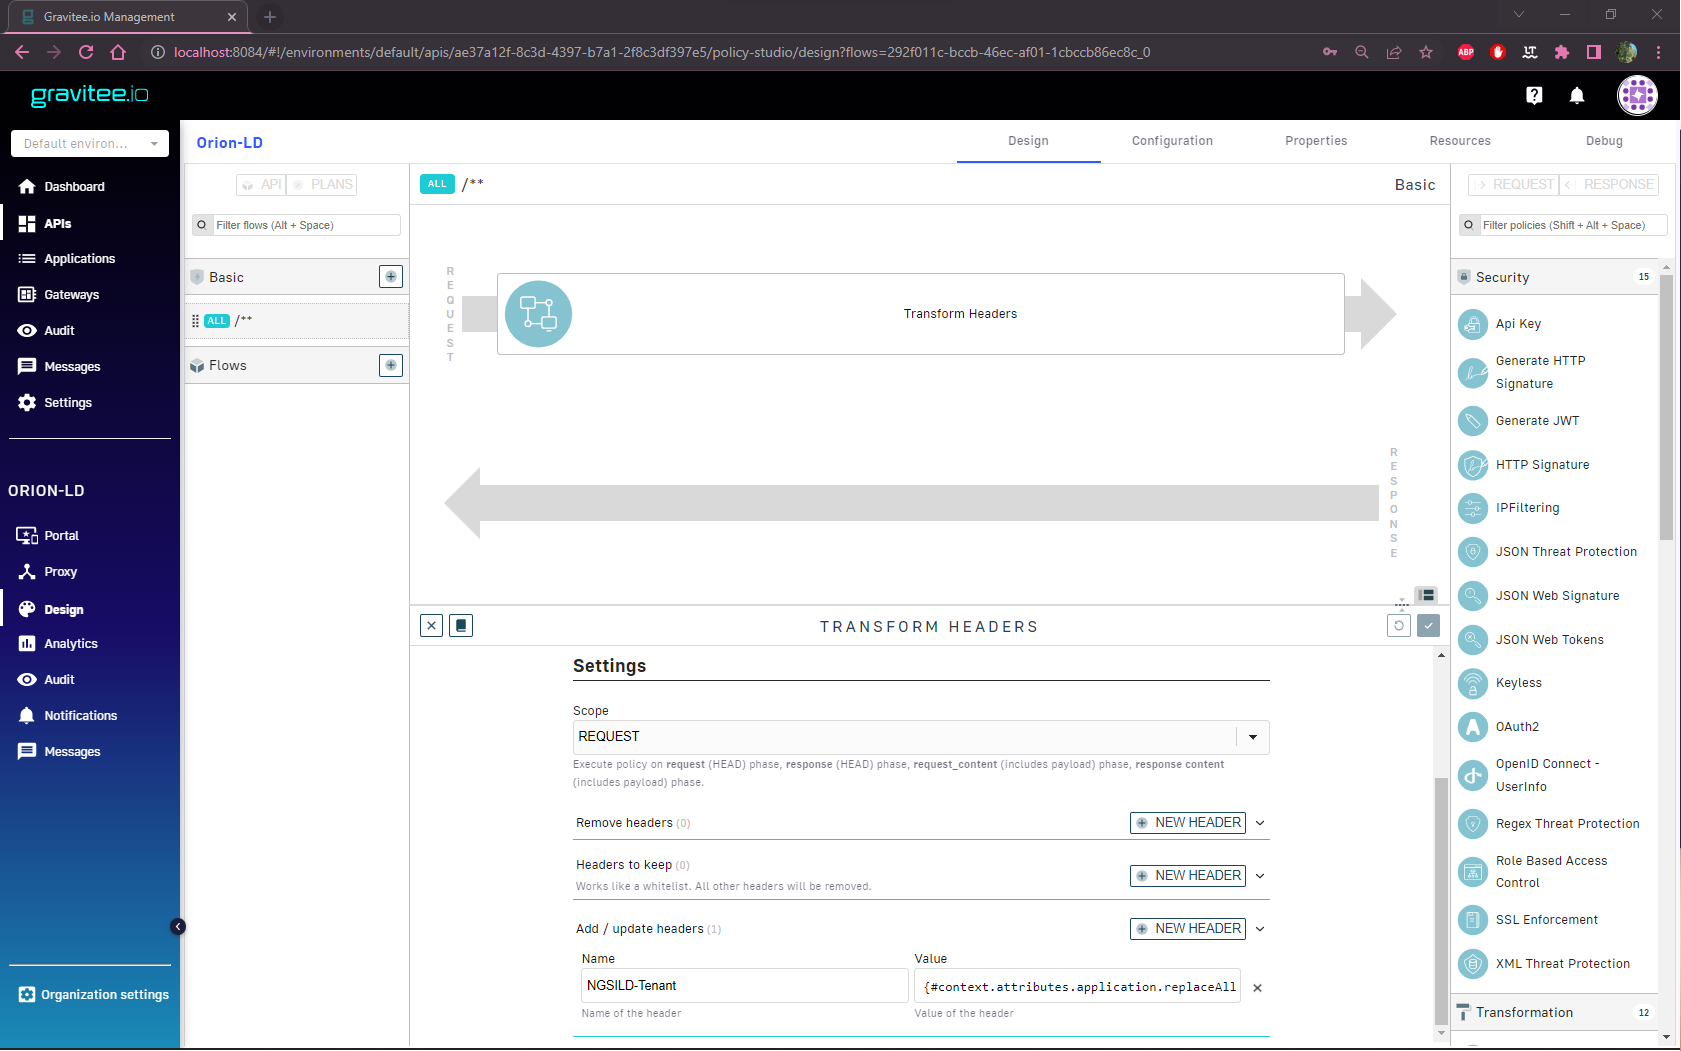 Gravitee.io Management
localhost:8084/#!/environments/default/apis/ae37a12f-8c3d-4397-b7a1-2f8c3df397e5/policy-studio/design?flows=292f011c-bccb-46ec-af01-1cbccb86ec8c_0
ABP
LT
gravitee.io
Default environ...
Dashboard
APIs
Applications
Gateways
Audit
Messages
Settings
ORION-LD
Portal
Proxy
Design
Analytics
Audit
Notifications
Messages
Organization settings
Orion-LD
Design
Configuration
Properties
Resources
Debug
API
PLANS
Filter flows (Alt + Space)
Basic
ALL /**
Flows
ALL /**
Basic
REQUEST
Transform Headers
RESPONSE
TRANSFORM HEADERS
Settings
Scope
REQUEST
Execute policy on request (HEAD) phase, response (HEAD) phase, request_content (includes payload) phase, response content
(includes payload) phase.
Remove headers (0)
NEW HEADER
Headers to keep (0)
Works like a whitelist. All other headers will be removed.
NEW HEADER
Add / update headers (1)
NEW HEADER
Name
Value
NGSILD-Tenant
{#context.attributes.application.replaceAll
Name of the header
Value of the header
REQUEST
RESPONSE
Filter policies (Shift + Alt + Space)
Security
15
Api Key
Generate HTTP
Signature
Generate JWT
HTTP Signature
IPFiltering
JSON Threat Protection
JSON Web Signature
JSON Web Tokens
Keyless
OAuth2
OpenID Connect -
UserInfo
Regex Threat Protection
Role Based Access
Control
SSL Enforcement
XML Threat Protection
Transformation
12